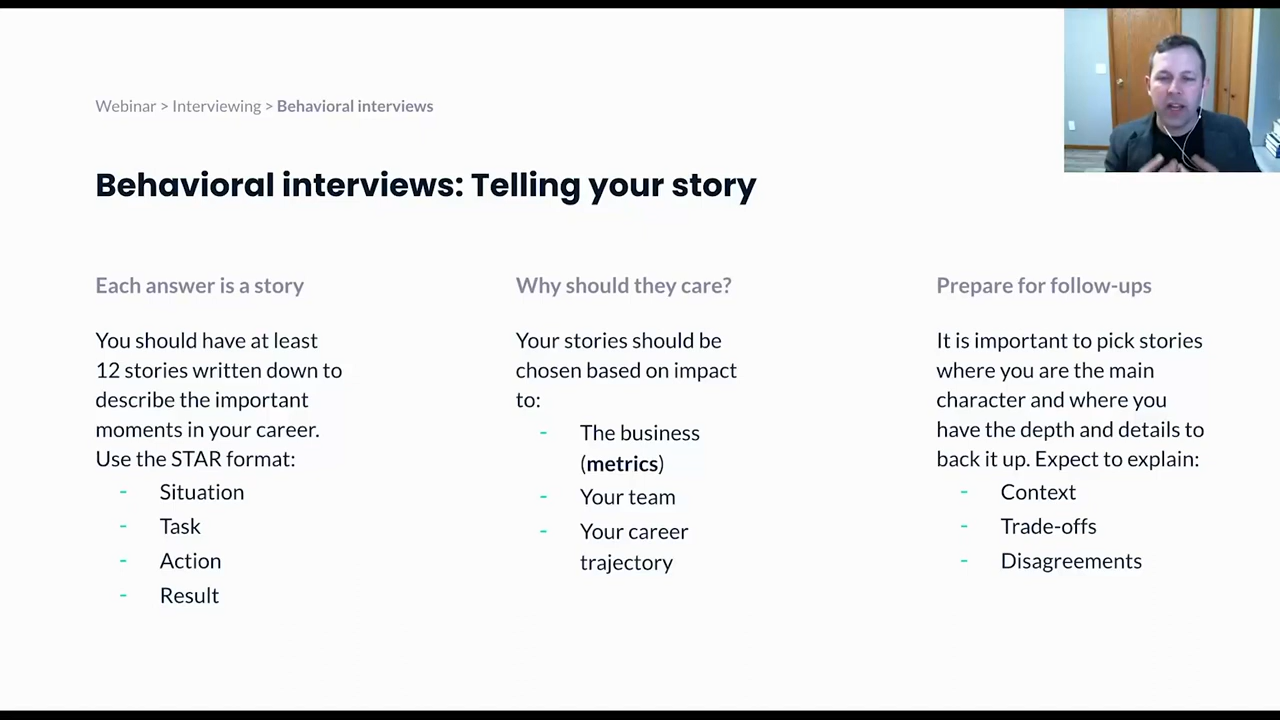 Webinar > Interviewing > Behavioral interviews
Behavioral interviews: Telling your story
Each answer is a story
You should have at least
12 stories written down to
describe the important
moments in your career.
Use the STAR format:
- Situation
- Task
- Action
- Result
Why should they care?
Your stories should be
chosen based on impact
to:
- The business
(metrics)
- Your team
- Your career
trajectory
Prepare for follow-ups
It is important to pick stories
where you are the main
character and where you
have the depth and details to
back it up. Expect to explain:
- Context
- Trade-offs
- Disagreements